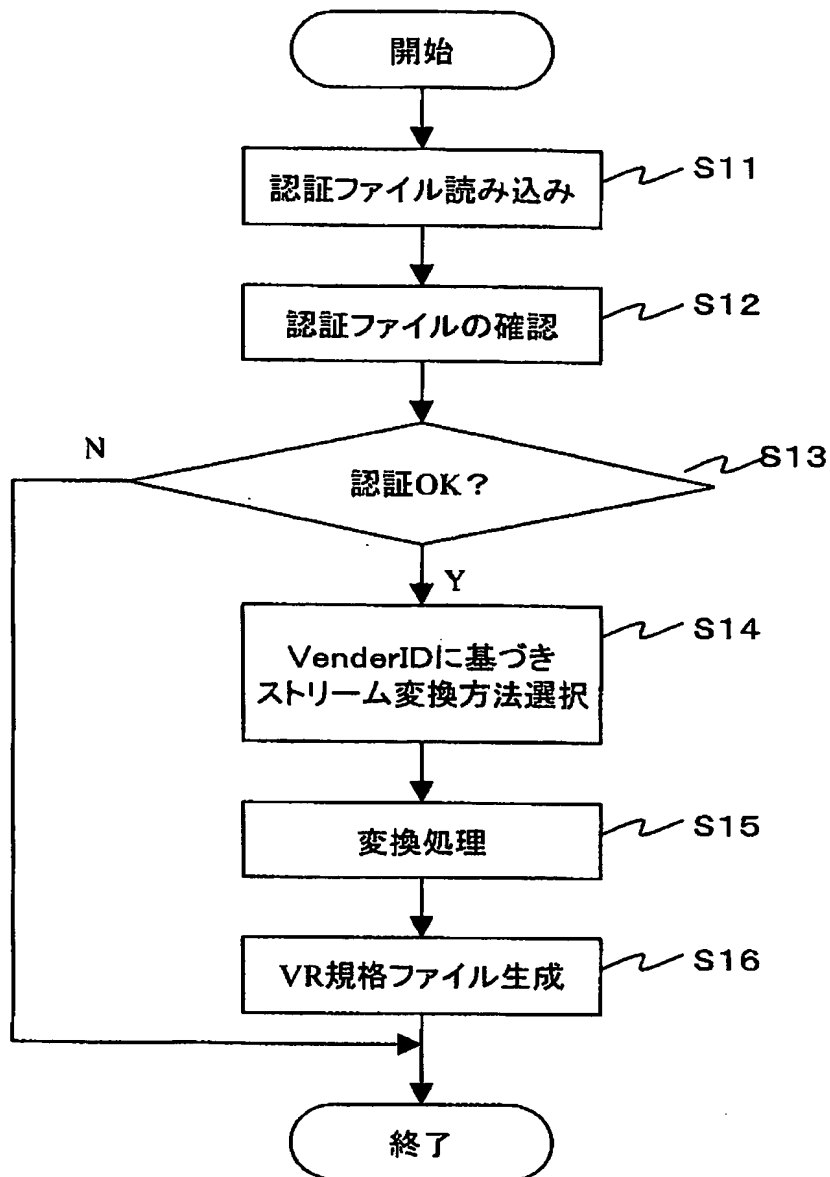 開始
認証ファイル読み込み
S11
認証ファイルの確認
S12
N
認証OK?
S13
Y
VenderIDに基づき
ストリーム変換方法選択
S14
変換処理
S15
VR規格ファイル生成
S16
終了